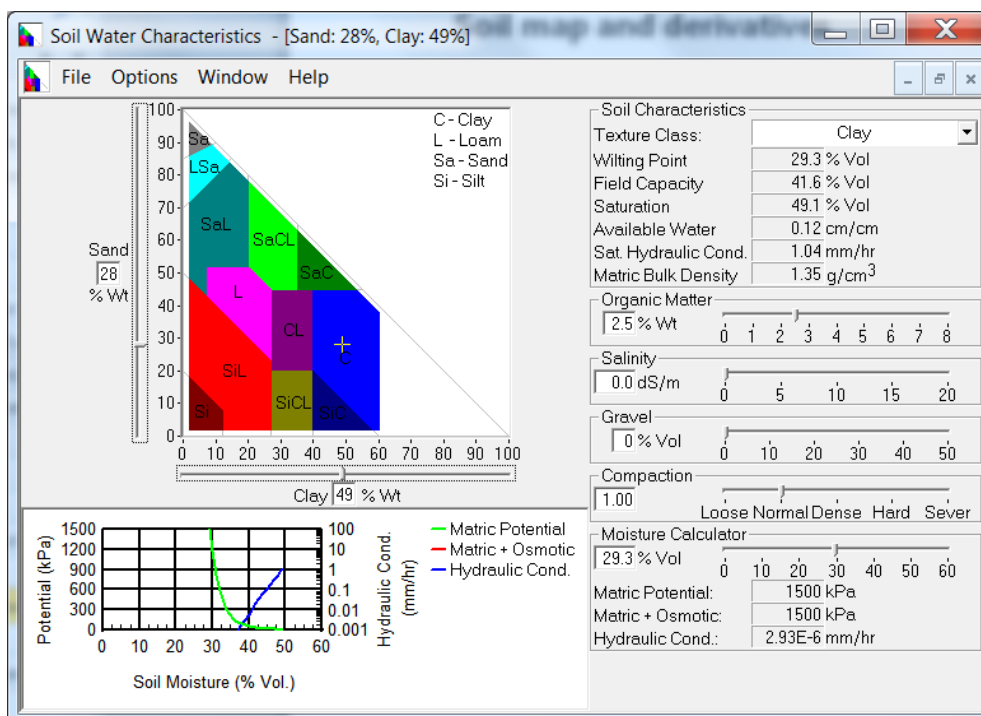 Soil map and derivatives
Soil Water Characteristics - [Sand: 28%, Clay: 49%]
File Options Window Help
100
90
80
70
60
50
40
30
20
10
0
Sand
28
% Wt
C - Clay
L - Loam
Sa - Sand
Si - Silt
Sa
LSa
SaL
SaCL
SaC
L
CL
C
SiL
SiCL
SiC
Si
0 10 20 30 40 50 60 70 80 90 100
Clay 49 % Wt
Soil Characteristics
Texture Class: Clay
Wilting Point 29.3 % Vol
Field Capacity 41.6 % Vol
Saturation 49.1 % Vol
Available Water 0.12 cm/cm
Sat. Hydraulic Cond. 1.04 mm/hr
Matric Bulk Density 1.35 g/cm3
Organic Matter
2.5 % Wt
0 1 2 3 4 5 6 7 8
Salinity
0.0 dS/m
0 5 10 15 20
Gravel
0 % Vol
0 10 20 30 40 50
Compaction
1.00
Loose Normal Dense Hard Sever
Moisture Calculator
29.3 % Vol
0 10 20 30 40 50 60
Matric Potential: 1500 kPa
Matric + Osmotic: 1500 kPa
Hydraulic Cond.: 2.93E-6 mm/hr
Potential (kPa)
1500
1200
900
600
300
0
100
10
1
0.1
0.01
0.001
Hydraulic Cond.
(mm/hr)
0 10 20 30 40 50 60
Soil Moisture (% Vol.)
Matric Potential
Matric + Osmotic
Hydraulic Cond.